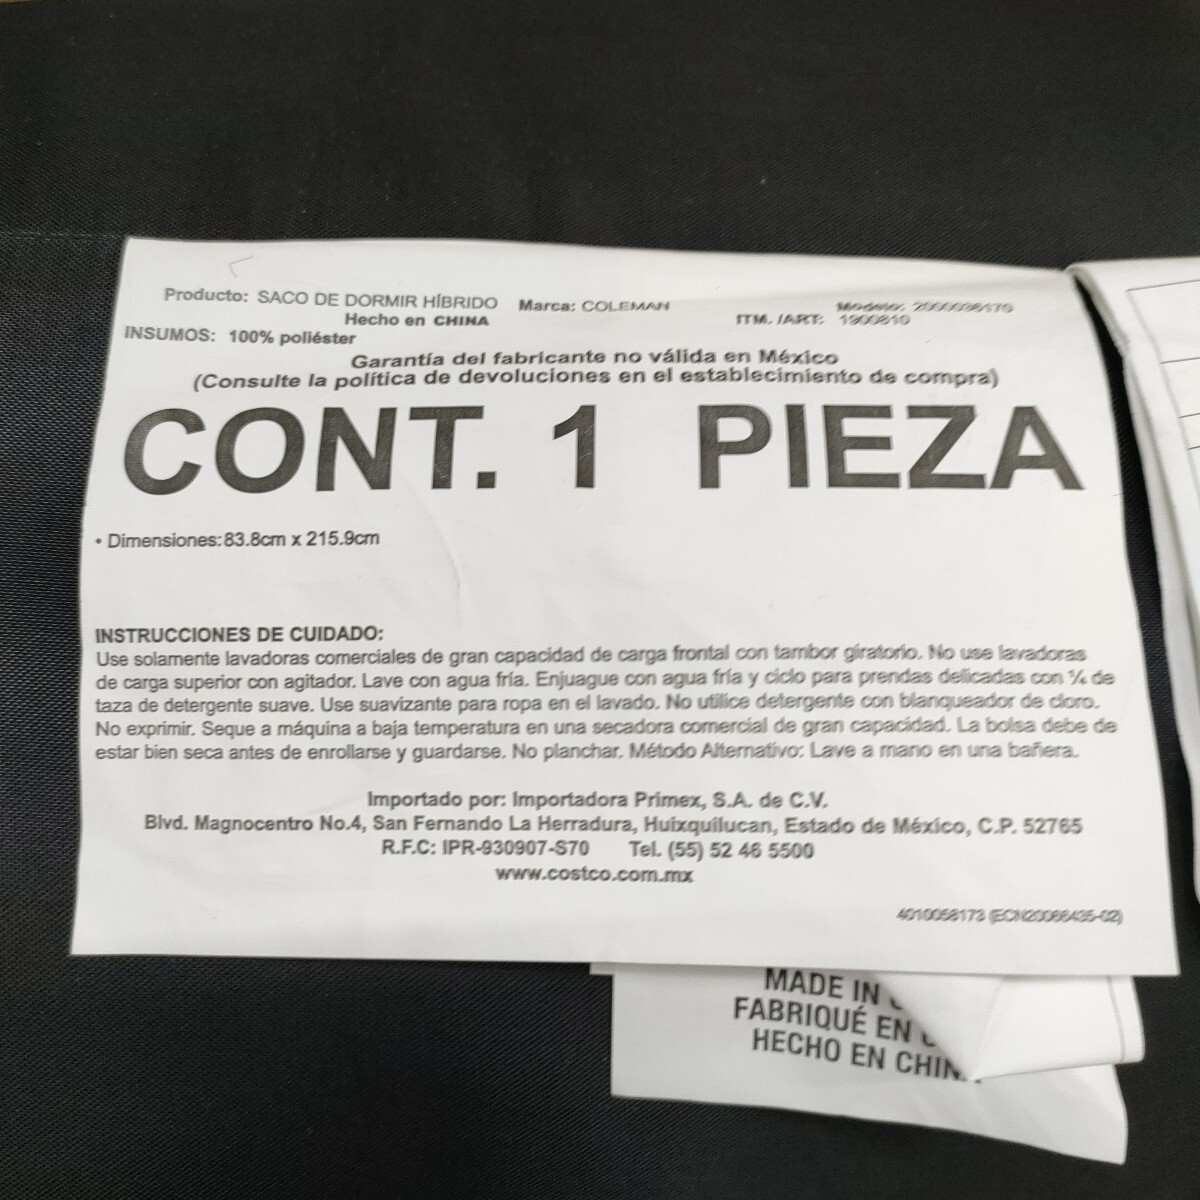 Producto: SACO DE DORMIR HÍBRIDO Marca: COLEMAN Modelo: 2000038170
Hecho en CHINA ITM. /ART: 1900810
INSUMOS: 100% poliéster
Garantía del fabricante no válida en México
(Consulte la política de devoluciones en el establecimiento de compra)
CONT. 1 PIEZA
• Dimensiones: 83.8cm x 215.9cm
INSTRUCCIONES DE CUIDADO:
Use solamente lavadoras comerciales de gran capacidad de carga frontal con tambor giratorio. No use lavadoras
de carga superior con agitador. Lave con agua fría. Enjuague con agua fría y ciclo para prendas delicadas con ¼ de
taza de detergente suave. Use suavizante para ropa en el lavado. No utilice detergente con blanqueador de cloro.
No exprimir. Seque a máquina a baja temperatura en una secadora comercial de gran capacidad. La bolsa debe de
estar bien seca antes de enrollarse y guardarse. No planchar. Método Alternativo: Lave a mano en una bañera.
Importado por: Importadora Primex, S.A. de C.V.
Blvd. Magnocentro No.4, San Fernando La Herradura, Huixquilucan, Estado de México, C.P. 52765
R.F.C: IPR-930907-S70 Tel. (55) 52 46 5500
www.costco.com.mx
4010058173 (ECN20066435-02)
MADE IN
FABRIQUÉ EN
HECHO EN CHIN